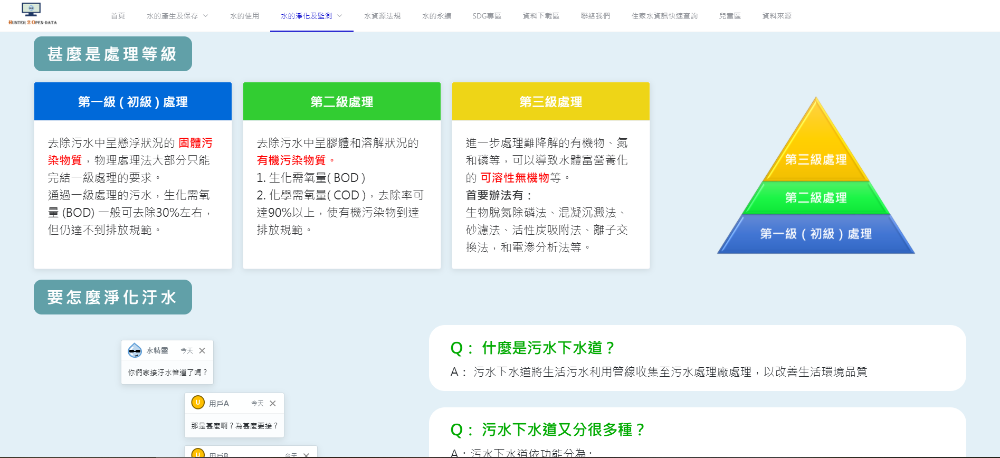 HUNTER 2 OPEN-DATA
首頁 水的產生及保存 水的使用 水的淨化及監測 水資源法規 水的永續 SDG專區 資料下載區 聯絡我們 住家水資訊快速查詢 兒童區 資料來源
甚麼是處理等級
第一級 ( 初級 ) 處理
去除污水中呈懸浮狀況的 固體污
染物質，物理處理法大部分只能
完結一級處理的要求。
通過一級處理的污水，生化需氧
量 (BOD) 一般可去除30%左右，
但仍達不到排放規範。
第二級處理
去除污水中呈膠體和溶解狀況的
有機污染物質。
1. 生化需氧量( BOD )
2. 化學需氧量( COD )，去除率可
達90%以上，使有機污染物到達
排放規範。
第三級處理
進一步處理難降解的有機物、氮
和磷等，可以導致水體富營養化
的 可溶性無機物等。
首要辦法有：
生物脫氮除磷法、混凝沉澱法、
砂濾法、活性炭吸附法、離子交
換法，和電滲分析法等。
第三級處理
第二級處理
第一級 ( 初級 ) 處理
要怎麼淨化汙水
水精靈 今天
你們家接汙水管道了嗎？
U 用戶A 今天
那是甚麼啊？為甚麼要接？
U 用戶B 今天
Q： 什麼是污水下水道？
A： 污水下水道將生活污水利用管線收集至污水處理廠處理，以改善生活環境品質
Q： 污水下水道又分很多種？
A：污水下水道依功能分為：